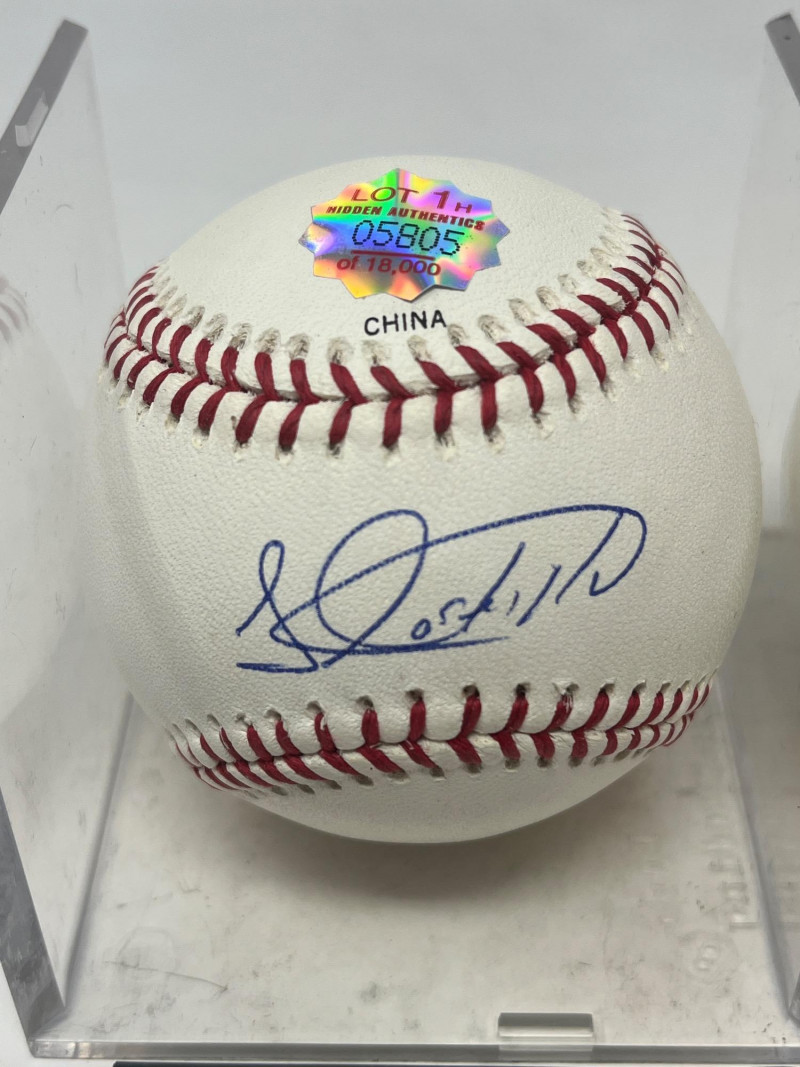 LOT 1H
HIDDEN AUTHENTICS
05805
of 18,000
CHINA